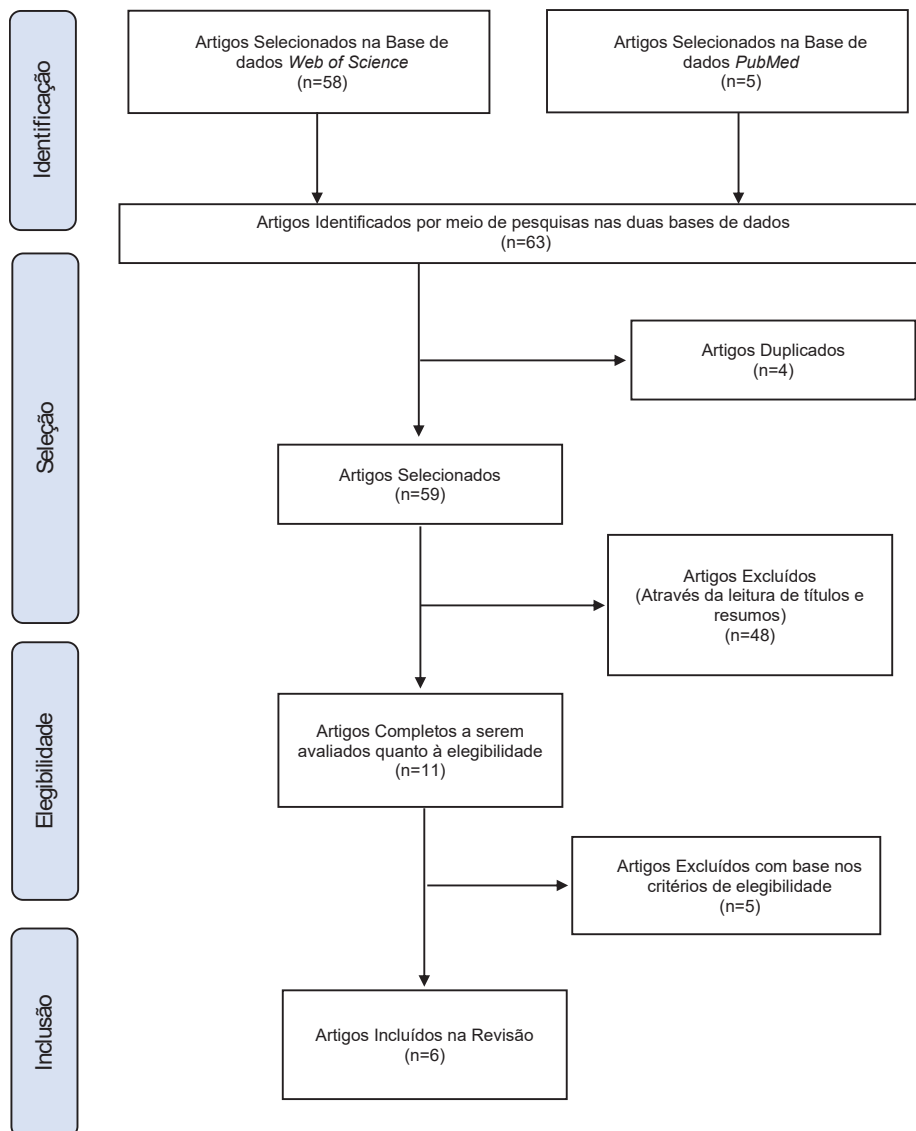 Identificação
Artigos Selecionados na Base de
dados Web of Science
(n=58)
Artigos Selecionados na Base de
dados PubMed
(n=5)
Artigos Identificados por meio de pesquisas nas duas bases de dados
(n=63)
Seleção
Artigos Duplicados
(n=4)
Artigos Selecionados
(n=59)
Artigos Excluídos
(Através da leitura de títulos e
resumos)
(n=48)
Elegibilidade
Artigos Completos a serem
avaliados quanto à elegibilidade
(n=11)
Artigos Excluídos com base nos
critérios de elegibilidade
(n=5)
Inclusão
Artigos Incluídos na Revisão
(n=6)